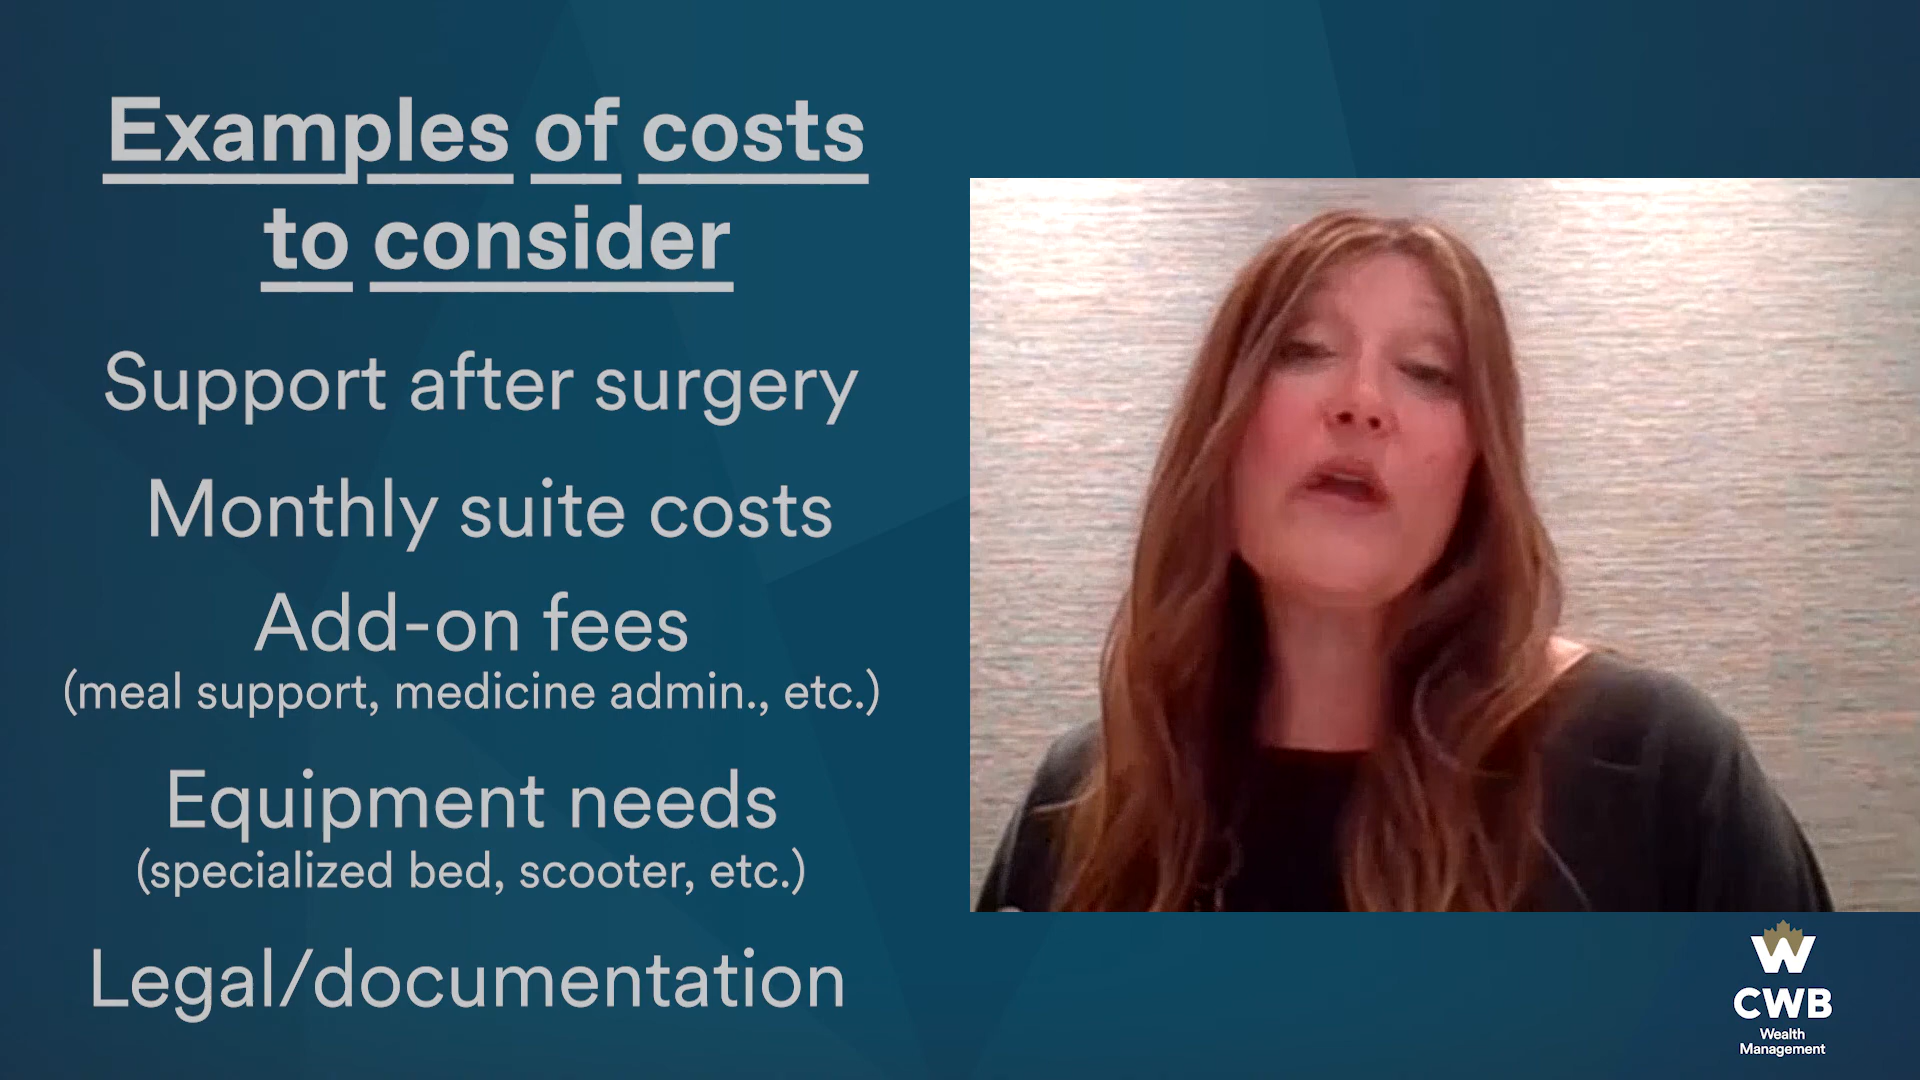 Examples of costs
to consider
Support after surgery
Monthly suite costs
Add-on fees
(meal support, medicine admin., etc.)
Equipment needs
(specialized bed, scooter, etc.)
Legal/documentation
W
CWB
Wealth
Management